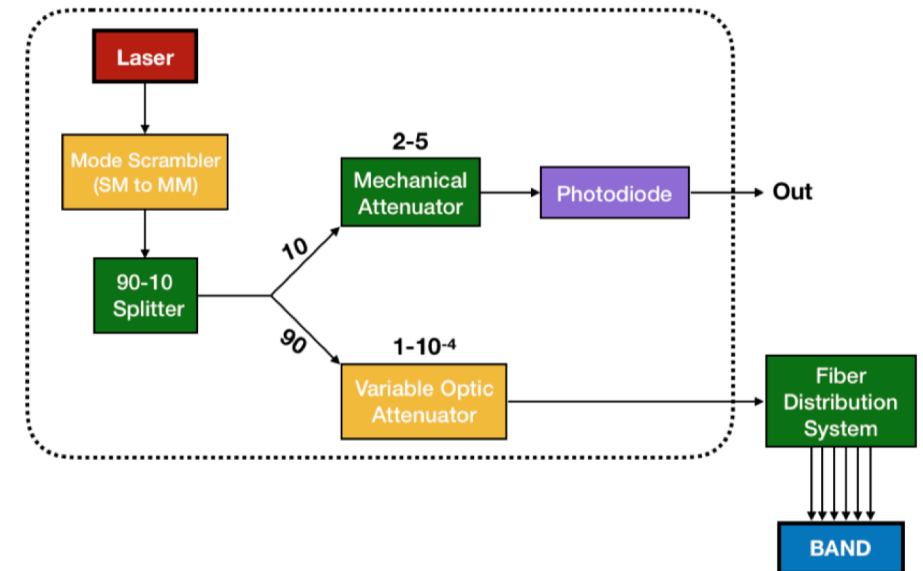 Laser
Mode Scrambler
(SM to MM)
90-10
Splitter
10
90
2-5
Mechanical
Attenuator
Photodiode
Out
1-10-4
Variable Optic
Attenuator
Fiber
Distribution
System
BAND